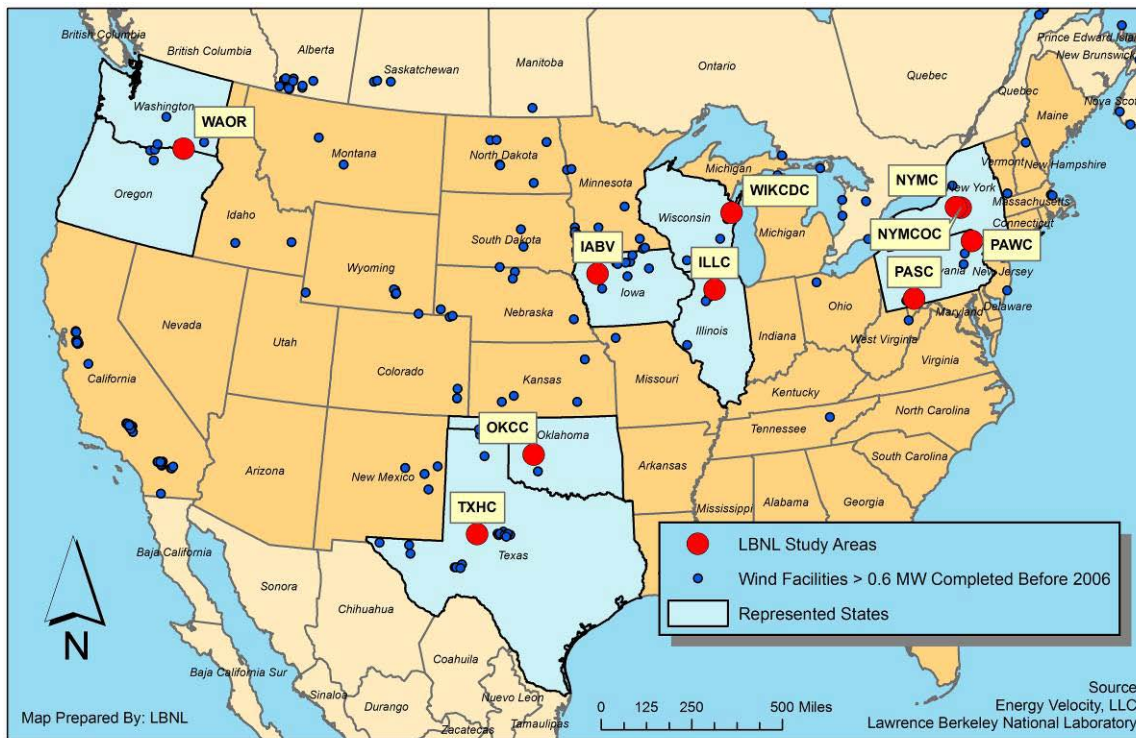 British Columbia
British Columbia
Alberta
Saskatchewan
Manitoba
Ontario
Quebec
Prince Edward Isla
New Brunswick
Quebec
Nova Scoti
Maine
Washington
WAOR
Montana
North Dakota
Minnesota
Michigan
Vermont
New Hampshire
NYMC
New York
Massachusetts
Oregon
Idaho
WIKCDC
Wisconsin
NYMCOC
Connecticut
South Dakota
IABV
Michigan
PAWC
Wyoming
ILLC
PASC
vania
New Jersey
Iowa
Nebraska
Ohio
Maryland
Delaware
Nevada
Utah
Illinois
Indiana
West Virginia
Virginia
California
Colorado
Kansas
Missouri
Kentucky
North Carolina
OKCC
Oklahoma
Tennessee
Arizona
New Mexico
Arkansas
South Carolina
TXHC
Mississippi
Alabama
Georgia
Texas
Baja California
Sonora
Chihuahua
Coahuila
Baja California Sur
Sinaloa
Durango
Nuevo Leon
Zacatecas
Tamaulipas
LBNL Study Areas
Wind Facilities > 0.6 MW Completed Before 2006
Represented States
N
0 125 250 500 Miles
Map Prepared By: LBNL
Source
Energy Velocity, LLC
Lawrence Berkeley National Laboratory